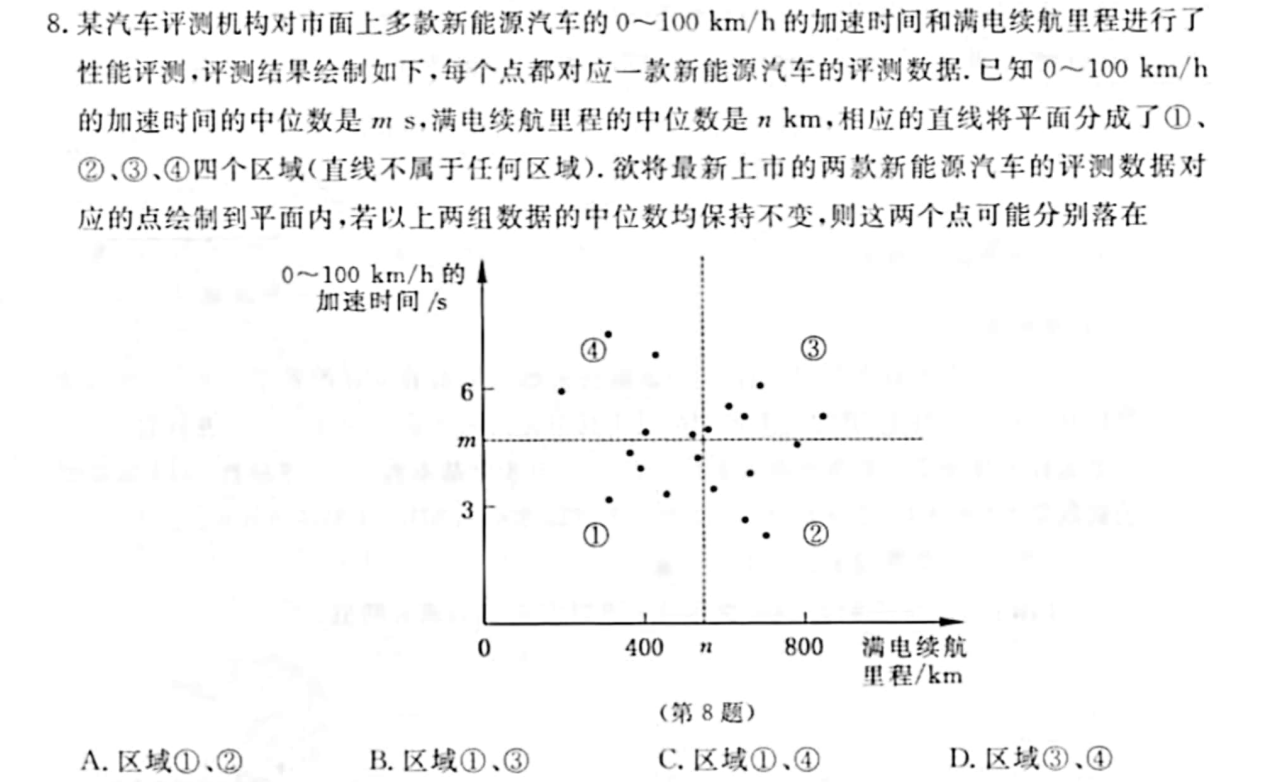 8. 某汽车评测机构对市面上多款新能源汽车的 0～100 km/h 的加速时间和满电续航里程进行了
性能评测,评测结果绘制如下,每个点都对应一款新能源汽车的评测数据.已知 0～100 km/h
的加速时间的中位数是 m s,满电续航里程的中位数是 n km,相应的直线将平面分成了①、
②、③、④四个区域(直线不属于任何区域).欲将最新上市的两款新能源汽车的评测数据对
应的点绘制到平面内,若以上两组数据的中位数均保持不变,则这两个点可能分别落在
0～100 km/h 的
加速时间 /s
④
③
6
m
3
①
②
0
400
n
800
满电续航
里程/km
(第 8 题)
A. 区域①、② B. 区域①、③ C. 区域①、④ D. 区域③、④